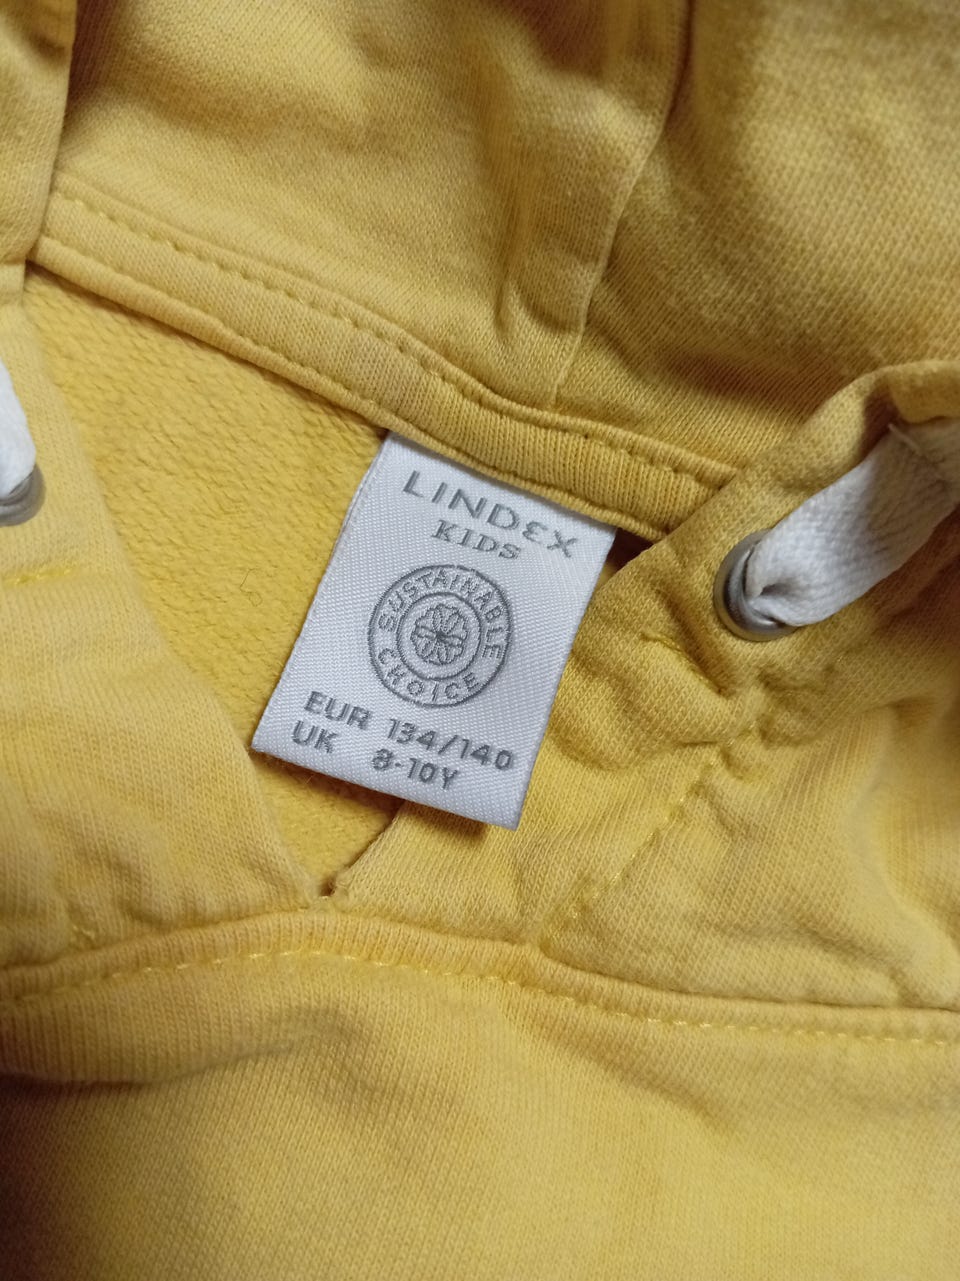 LINDEX
KIDS
SUSTAINABLE
CHOICE
EUR 134/140
UK 8-10Y